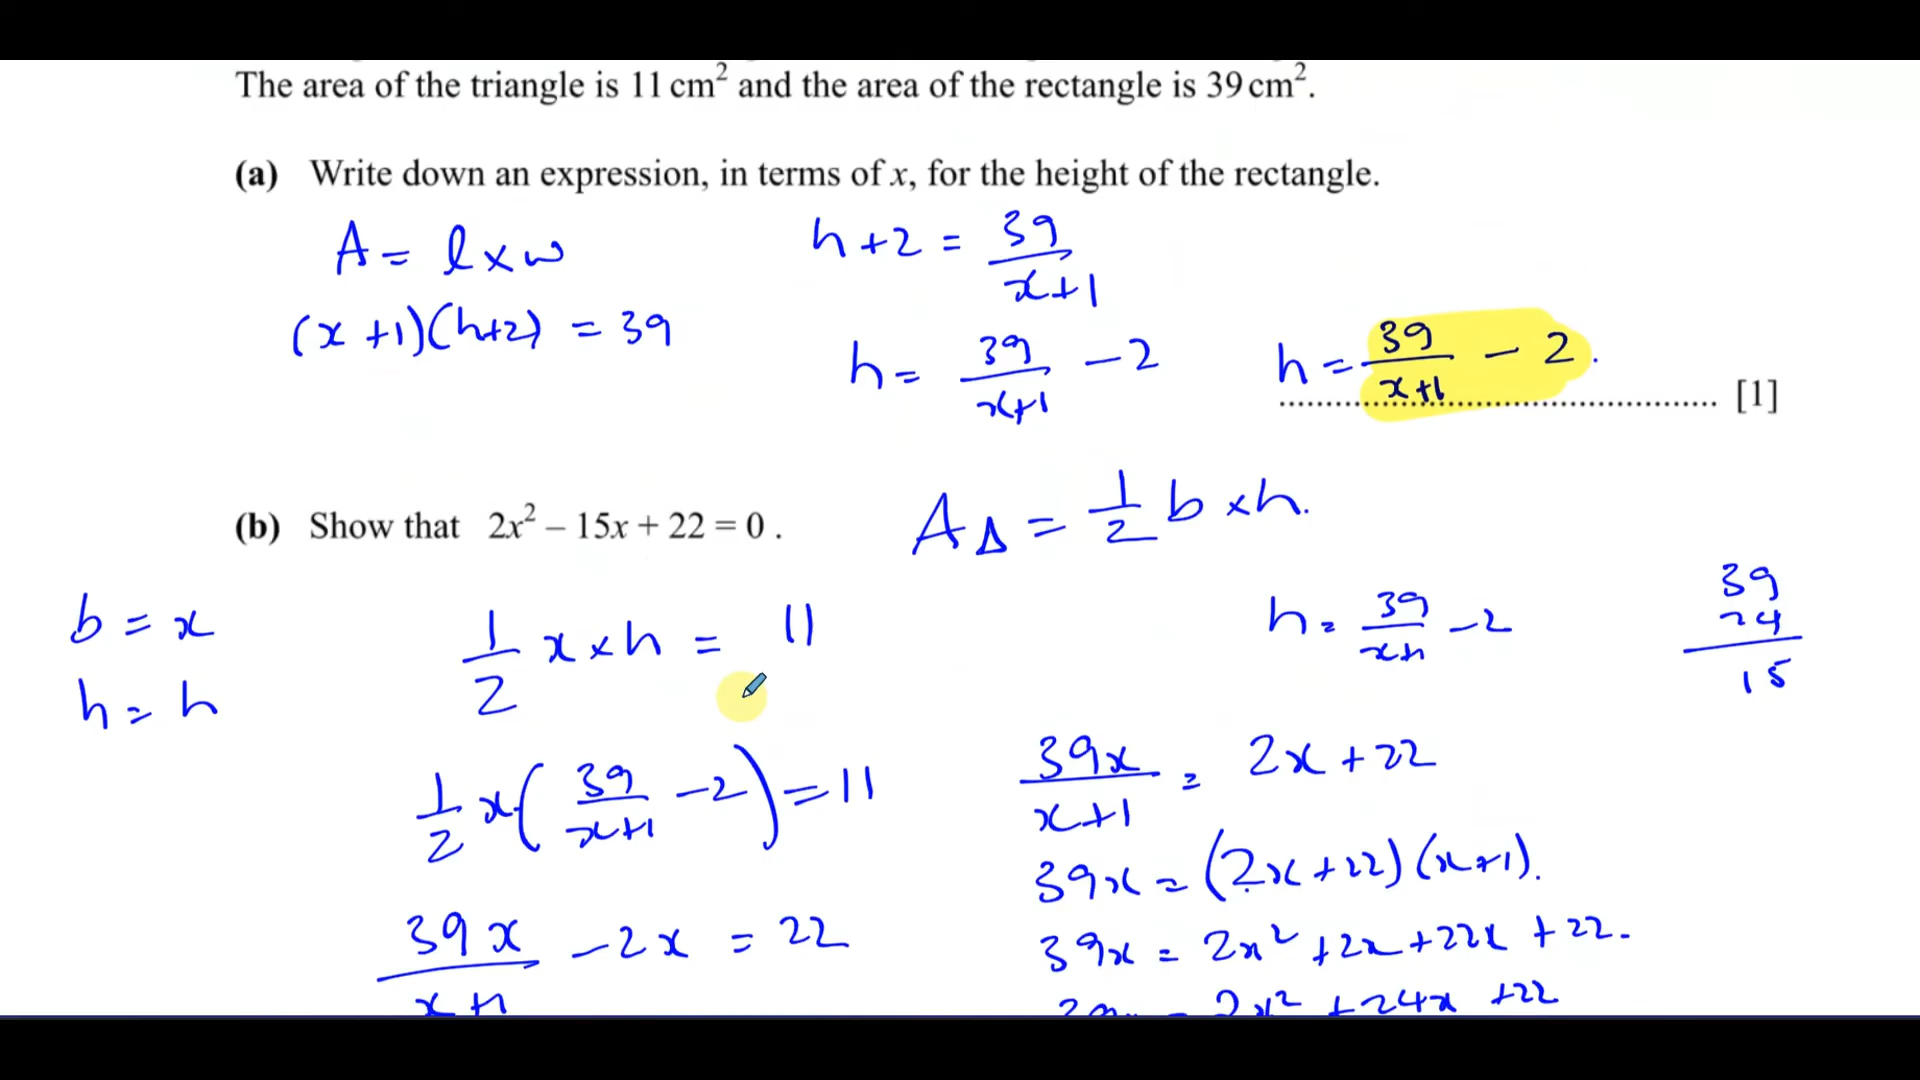 The area of the triangle is 11 cm² and the area of the rectangle is 39 cm².
(a) Write down an expression, in terms of x, for the height of the rectangle.
A = l × w
(x +1)(h+2) = 39
h +2 = 39/(x+1)
h = 39/(x+1) − 2
h = 39/(x+1) − 2 .
[1]
(b) Show that 2x² – 15x + 22 = 0 .
A△ = 1/2 b × h.
b = x
h = h
1/2 x × h = 11
h = 39/(x+1) − 2
39
24
15
1/2 x( 39/(x+1) − 2 ) = 11
39x/(x+1) − 2x = 22
39x/(x+1) = 2x + 22
39x = (2x + 22)(x+1).
39x = 2x² + 2x + 22x + 22.
39x = 2x² + 24x + 22